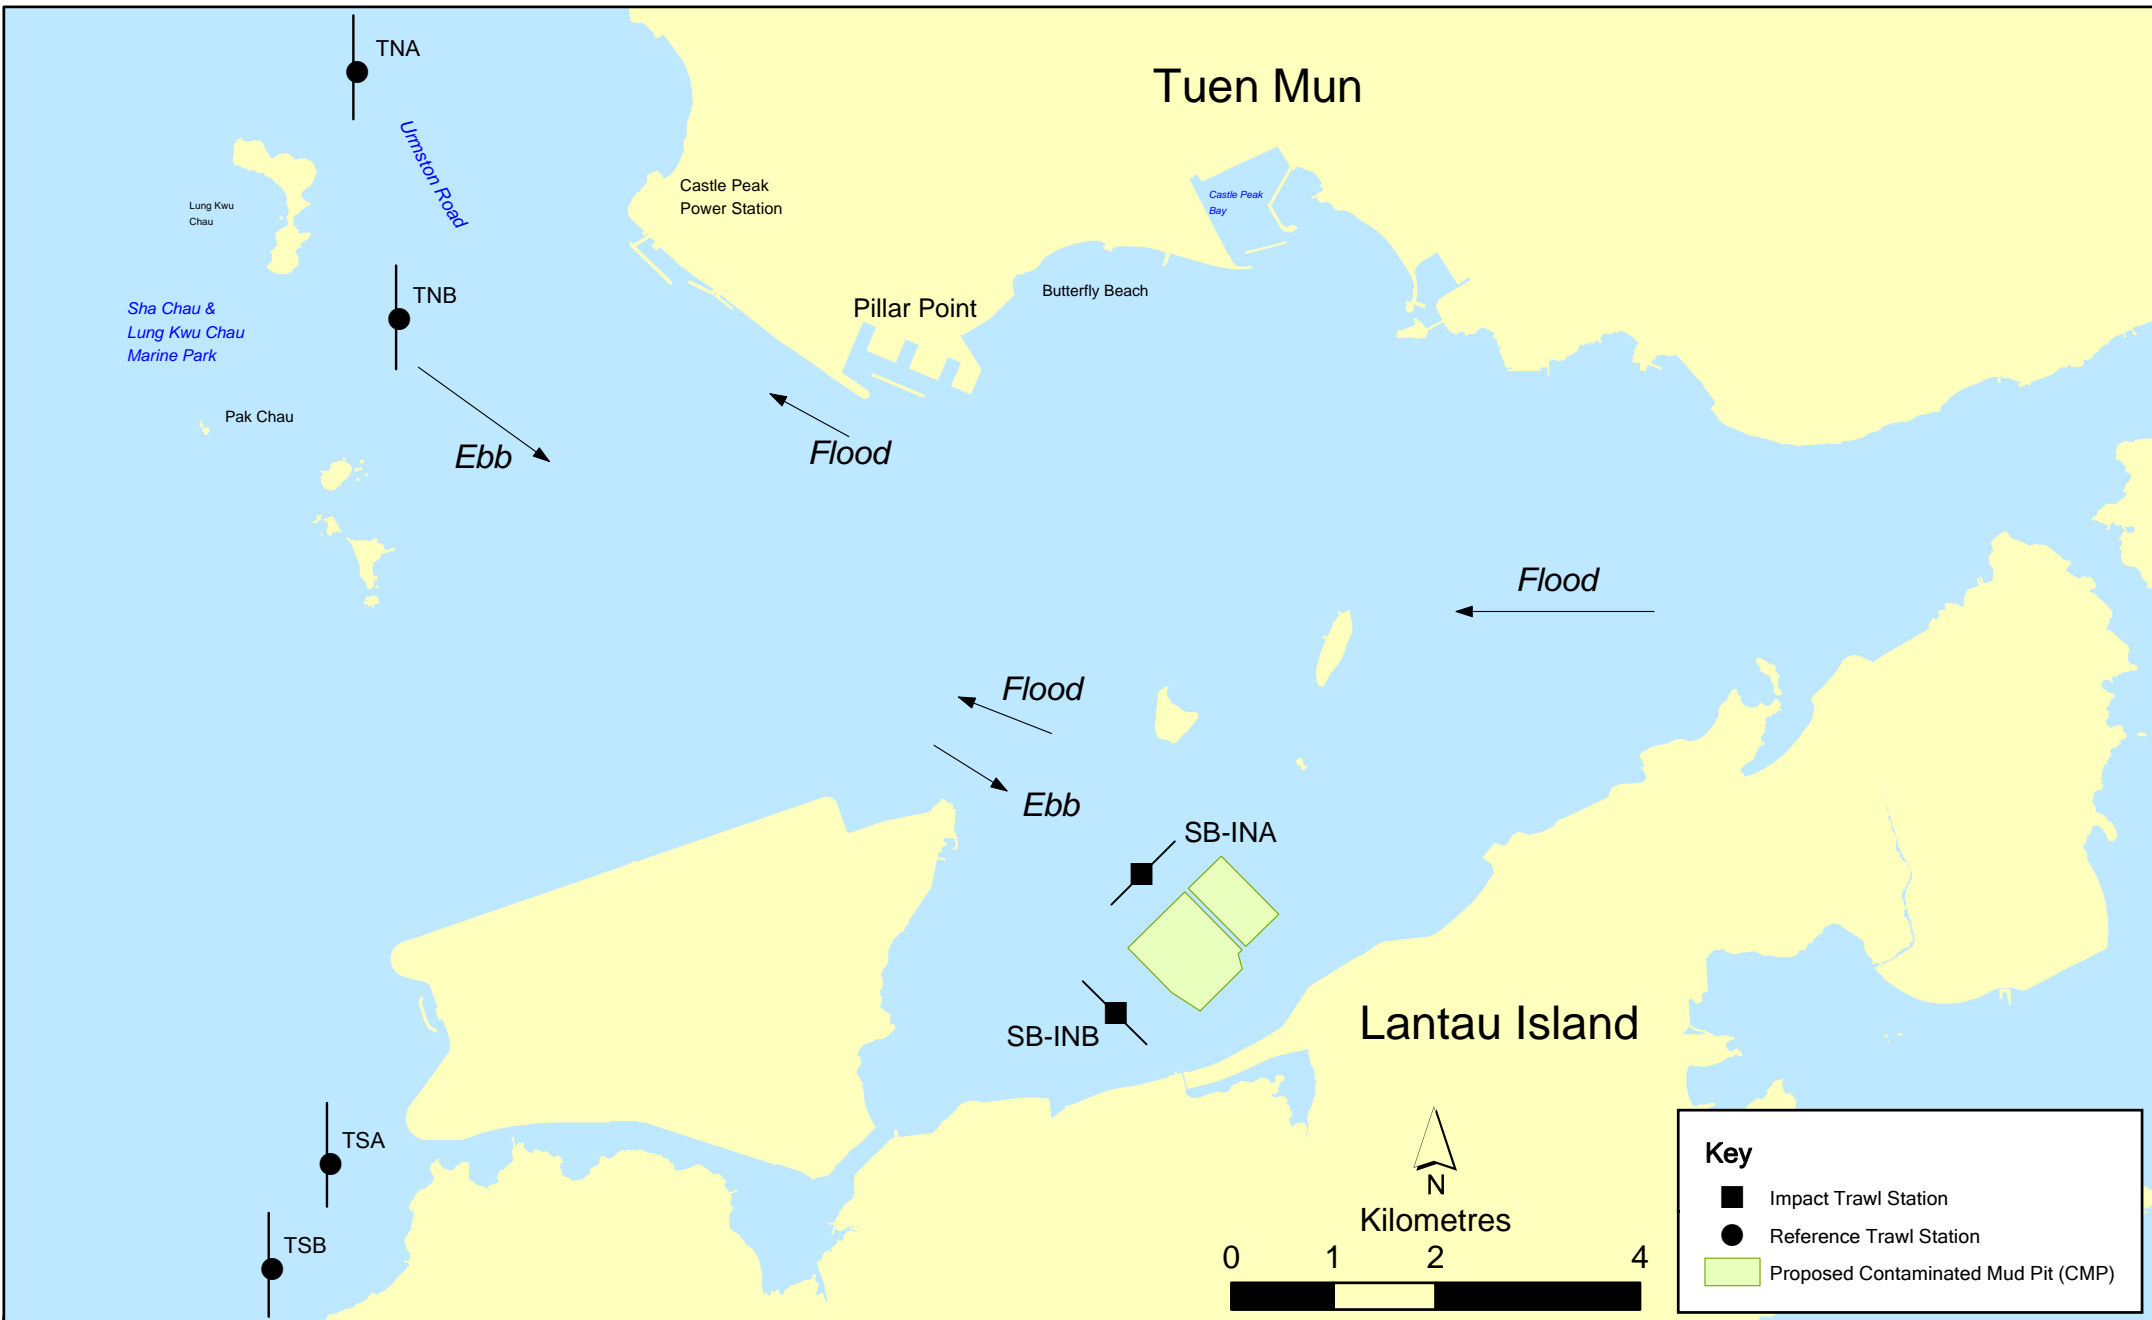 TNA
Tuen Mun
Urmston Road
Castle Peak
Power Station
Castle Peak
Bay
Lung Kwu
Chau
TNB
Butterfly Beach
Pillar Point
Sha Chau &
Lung Kwu Chau
Marine Park
Pak Chau
Ebb
Flood
Flood
Flood
Ebb
SB-INA
SB-INB
Lantau Island
TSA
TSB
N
Kilometres
0 1 2 4
Key
Impact Trawl Station
Reference Trawl Station
Proposed Contaminated Mud Pit (CMP)